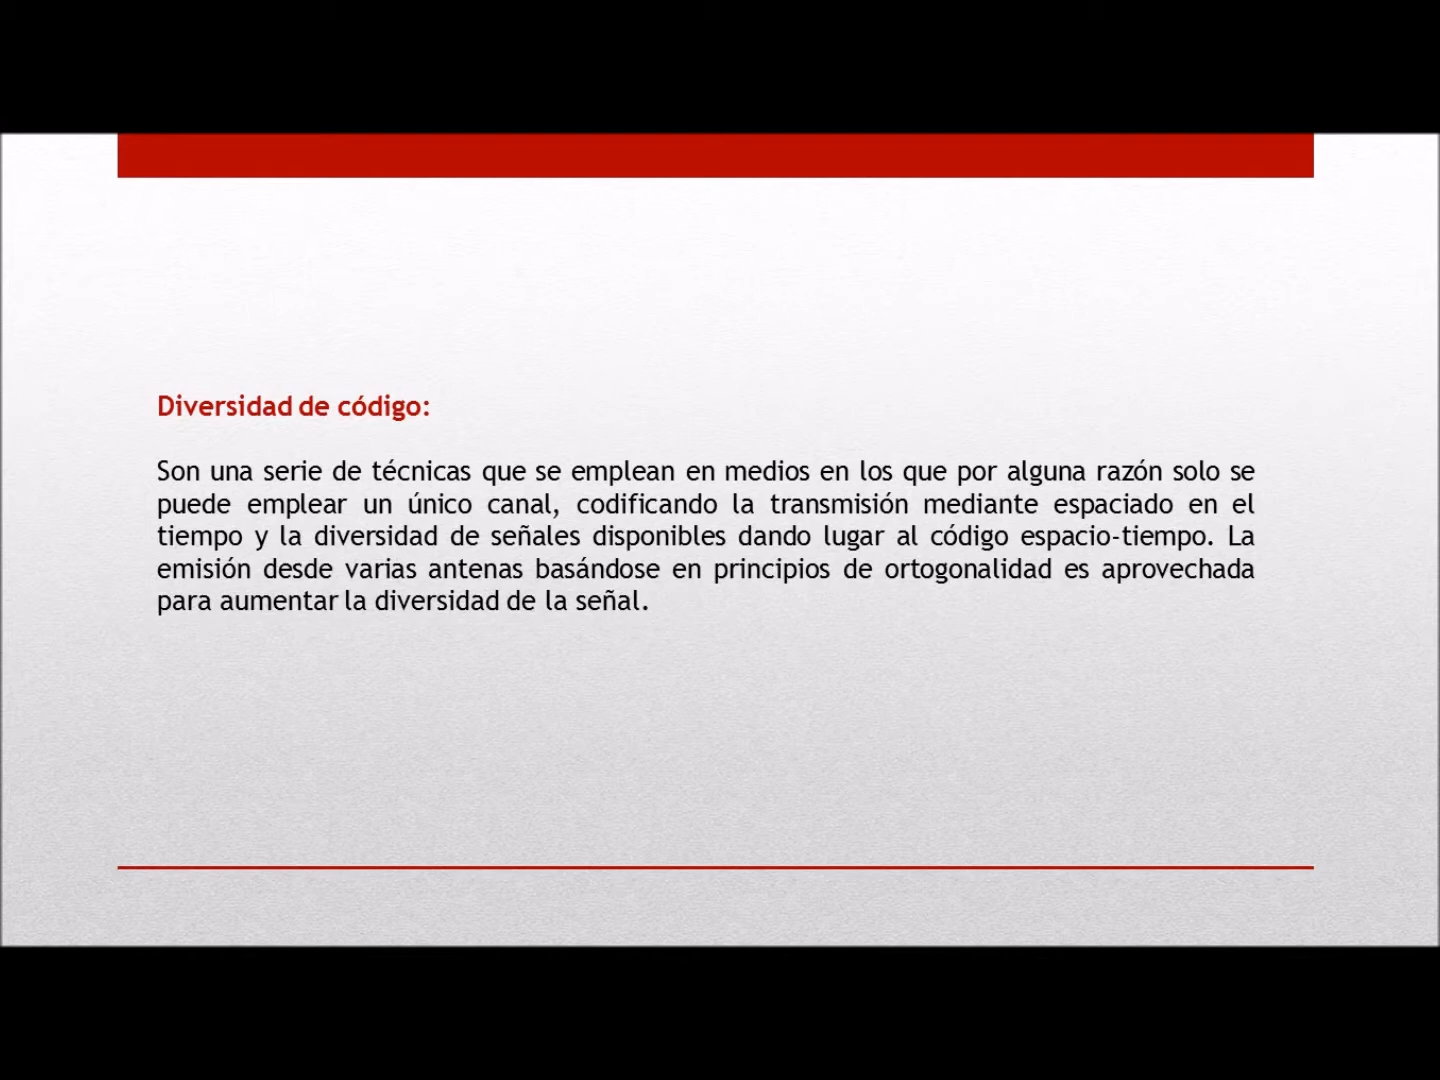 Diversidad de código:
Son una serie de técnicas que se emplean en medios en los que por alguna razón solo se
puede emplear un único canal, codificando la transmisión mediante espaciado en el
tiempo y la diversidad de señales disponibles dando lugar al código espacio-tiempo. La
emisión desde varias antenas basándose en principios de ortogonalidad es aprovechada
para aumentar la diversidad de la señal.